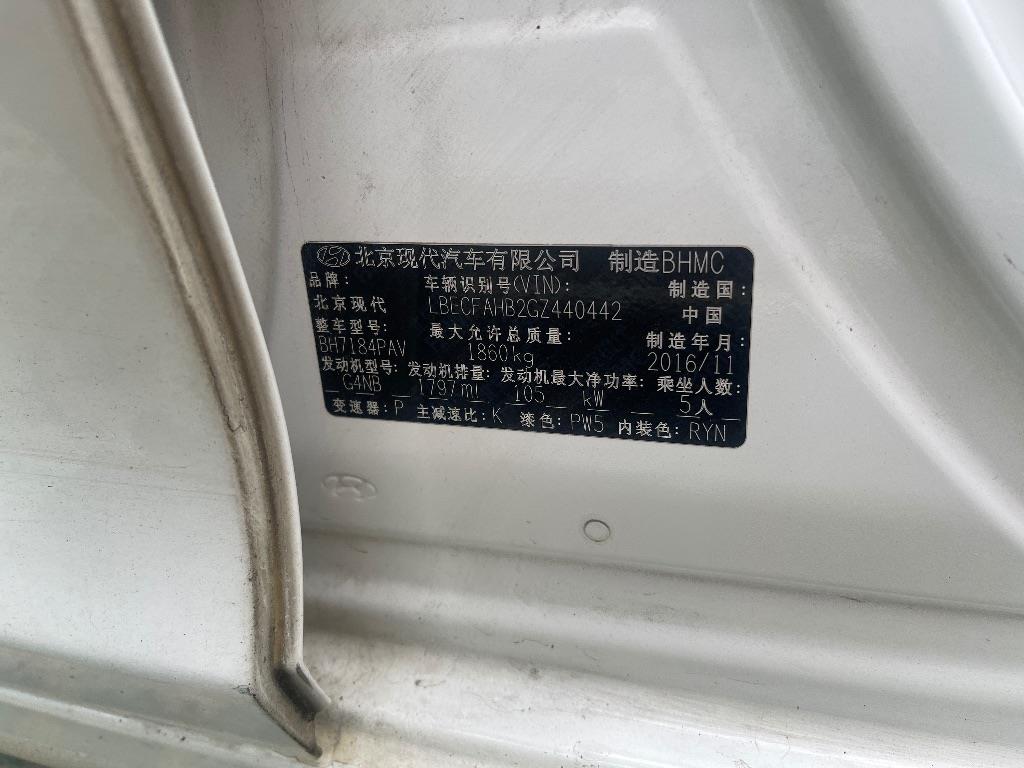 北京现代汽车有限公司 制造BHMC
品牌: 车辆识别号(VIN): 制造国:
北京现代 LBECFAHB2GZ440442 中国
整车型号: 最大允许总质量: 制造年月:
BH7184PAV 1860kg 2016/11
发动机型号: 发动机排量: 发动机最大净功率: 乘坐人数:
G4NB 1797mL 105 kW 5人
变速器:P 主减速比:K 漆色:PW5 内装色:RYN